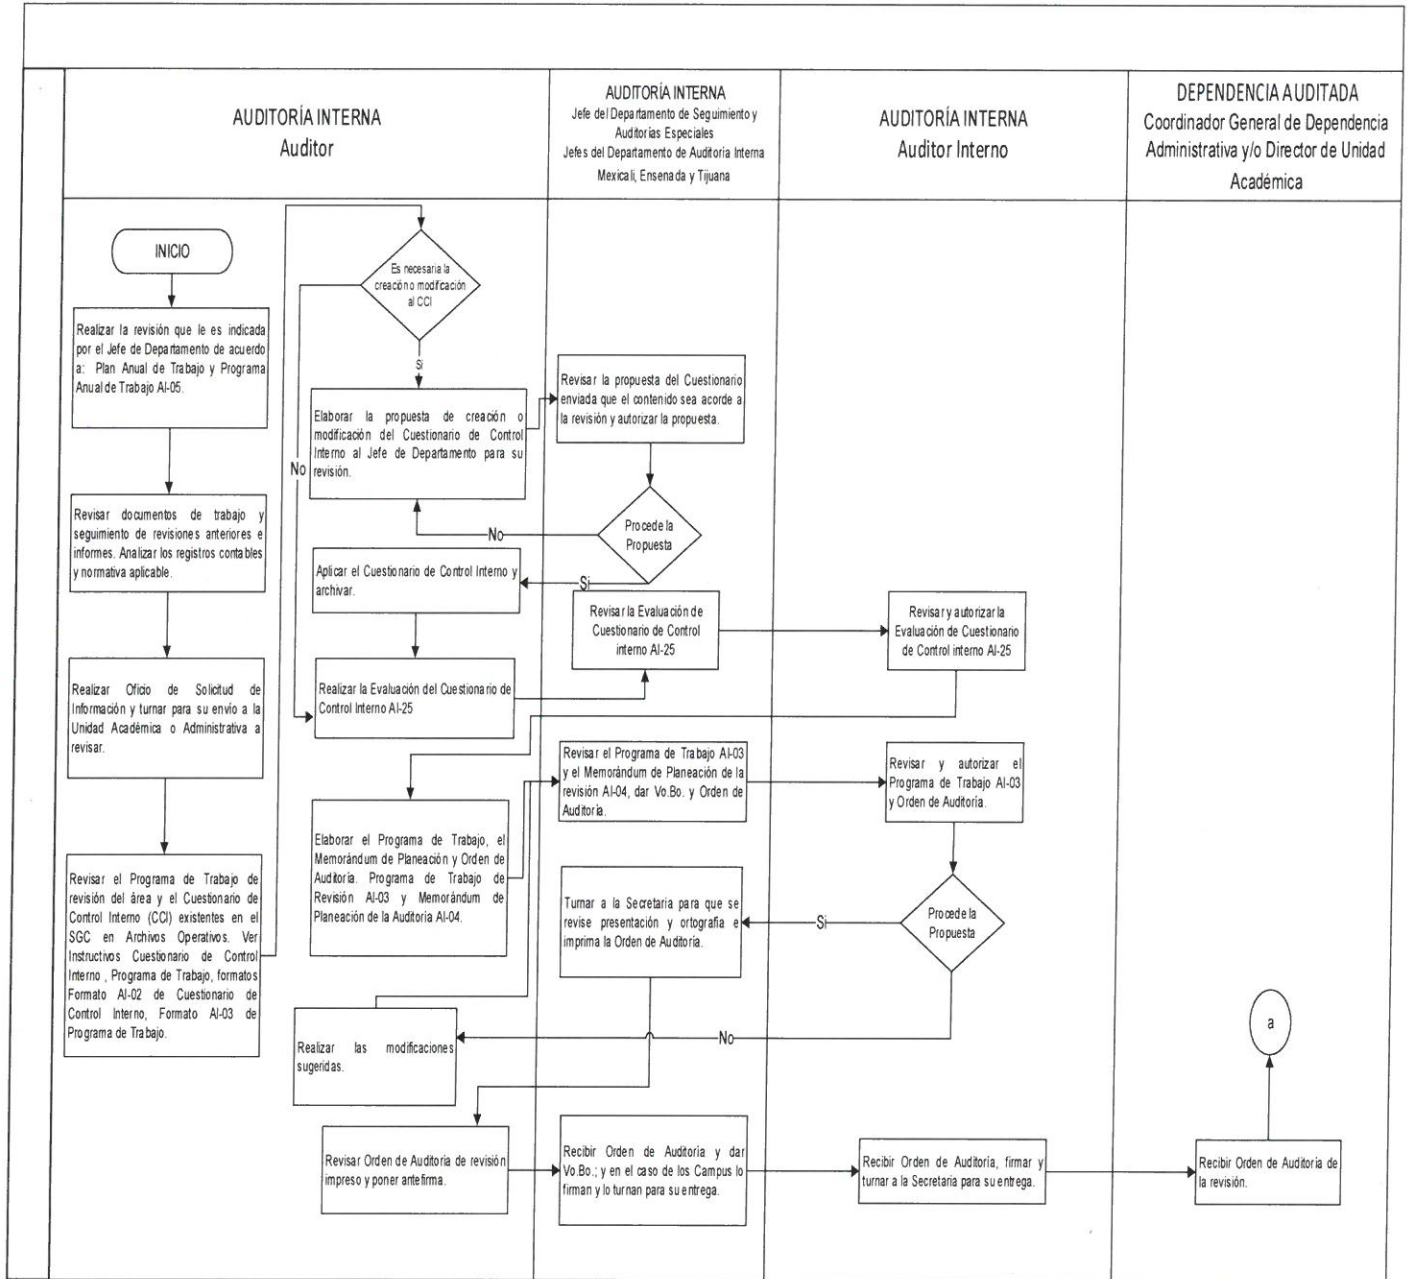 AUDITORÍA INTERNA
Auditor
AUDITORÍA INTERNA
Jefe del Departamento de Seguimiento y
Auditorías Especiales
Jefes del Departamento de Auditoría Interna
Mexicali, Ensenada y Tijuana
AUDITORÍA INTERNA
Auditor Interno
DEPENDENCIA AUDITADA
Coordinador General de Dependencia
Administrativa y/o Director de Unidad
Académica
INICIO
Realizar la revisión que le es indicada
por el Jefe de Departamento de acuerdo
a: Plan Anual de Trabajo y Programa
Anual de Trabajo AI-05.
Revisar documentos de trabajo y
seguimiento de revisiones anteriores e
informes. Analizar los registros contables
y normativa aplicable.
Realizar Oficio de Solicitud de
Información y turnar para su envío a la
Unidad Académica o Administrativa a
revisar.
Revisar el Programa de Trabajo de
revisión del área y el Cuestionario de
Control Interno (CCI) existentes en el
SGC en Archivos Operativos. Ver
Instructivos Cuestionario de Control
Interno , Programa de Trabajo, formatos
Formato AI-02 de Cuestionario de
Control Interno, Formato AI-03 de
Programa de Trabajo.
Es necesaria la
creación o modificación
al CCI
Si
No
Elaborar la propuesta de creación o
modificación del Cuestionario de Control
Interno al Jefe de Departamento para su
revisión.
Revisar la propuesta del Cuestionario
enviada que el contenido sea acorde a
la revisión y autorizar la propuesta.
Procede la
Propuesta
No
Si
Aplicar el Cuestionario de Control Interno y
archivar.
Realizar la Evaluación del Cuestionario de
Control Interno AI-25
Revisar la Evaluación de
Cuestionario de Control
interno AI-25
Revisar y autorizar la
Evaluación de Cuestionario
de Control interno AI-25
Elaborar el Programa de Trabajo, el
Memorándum de Planeación y Orden de
Auditoría. Programa de Trabajo de
Revisión AI-03 y Memorándum de
Planeación de la Auditoria AI-04.
Revisar el Programa de Trabajo AI-03
y el Memorándum de Planeación de la
revisión AI-04, dar Vo.Bo. y Orden de
Auditoría.
Revisar y autorizar el
Programa de Trabajo AI-03
y Orden de Auditoría.
Procede la
Propuesta
Si
No
Turnar a la Secretaria para que se
revise presentación y ortografía e
imprima la Orden de Auditoría.
Realizar las modificaciones
sugeridas.
Revisar Orden de Auditoria de revisión
impreso y poner antefirma.
Recibir Orden de Auditoría y dar
Vo.Bo.; y en el caso de los Campus lo
firman y lo turnan para su entrega.
Recibir Orden de Auditoría, firmar y
turnar a la Secretaria para su entrega.
Recibir Orden de Auditoría de
la revisión.
a